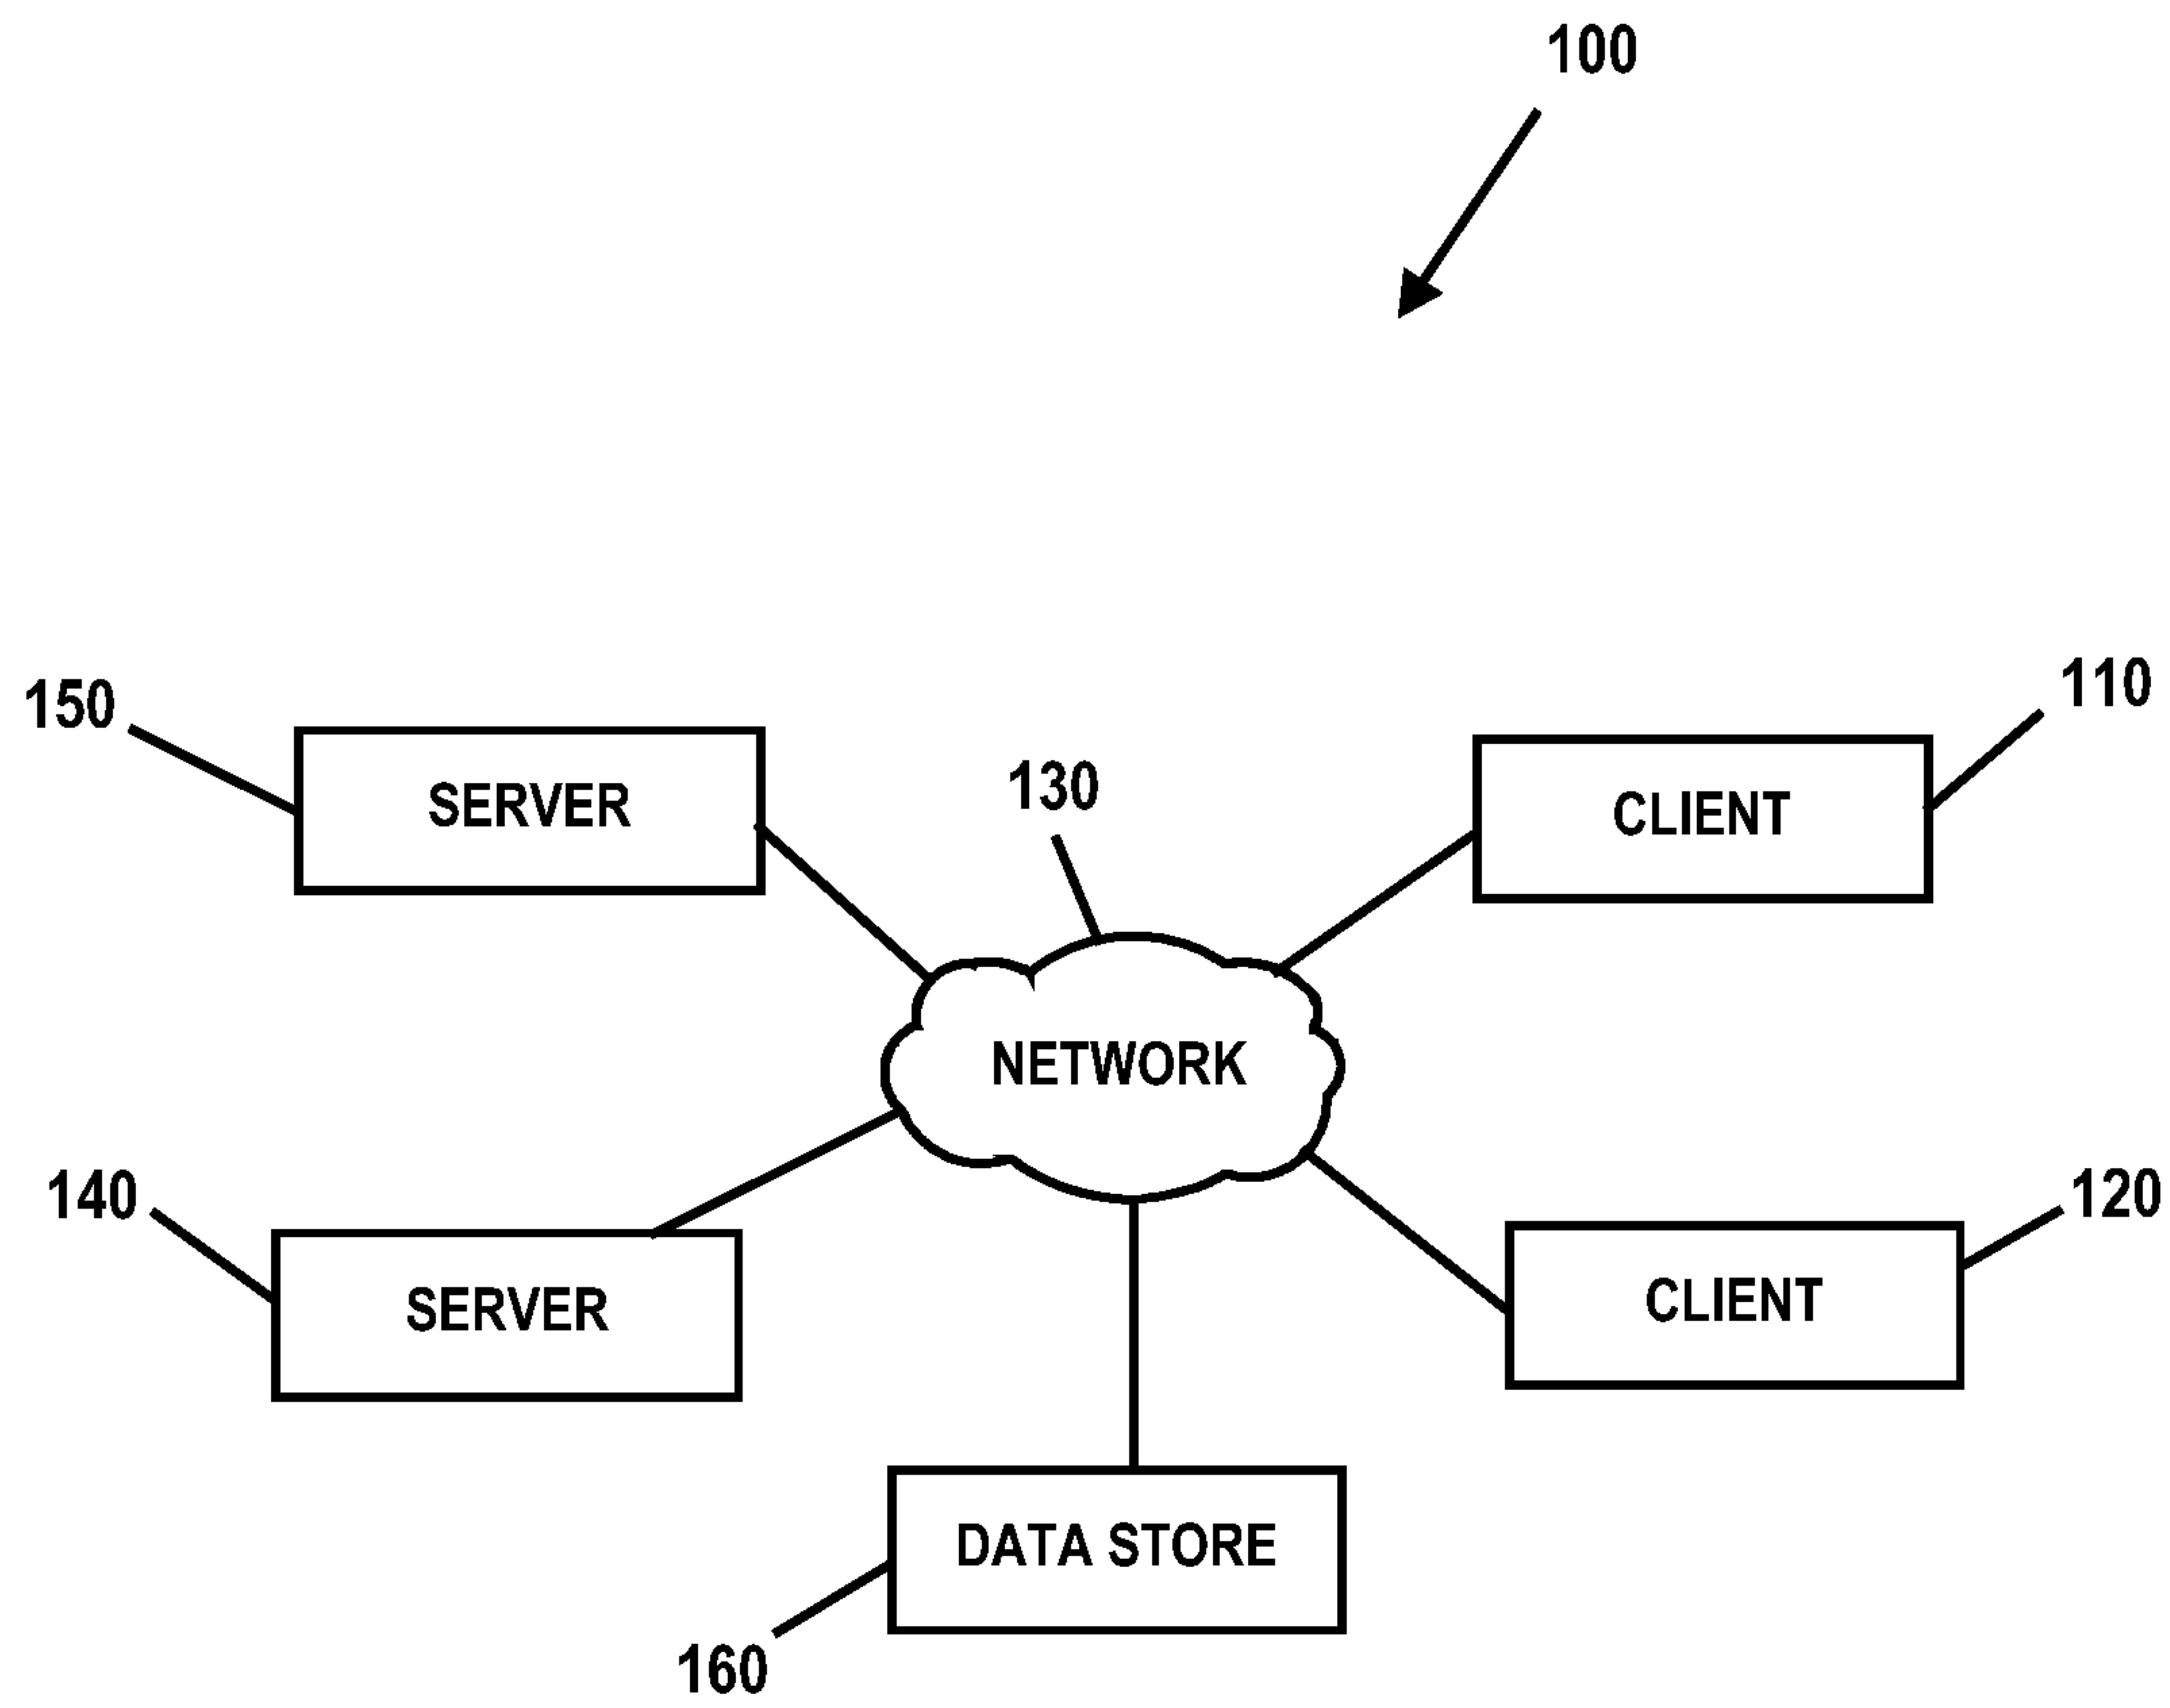 100
150
110
SERVER
130
CLIENT
NETWORK
140
120
SERVER
CLIENT
DATA STORE
160